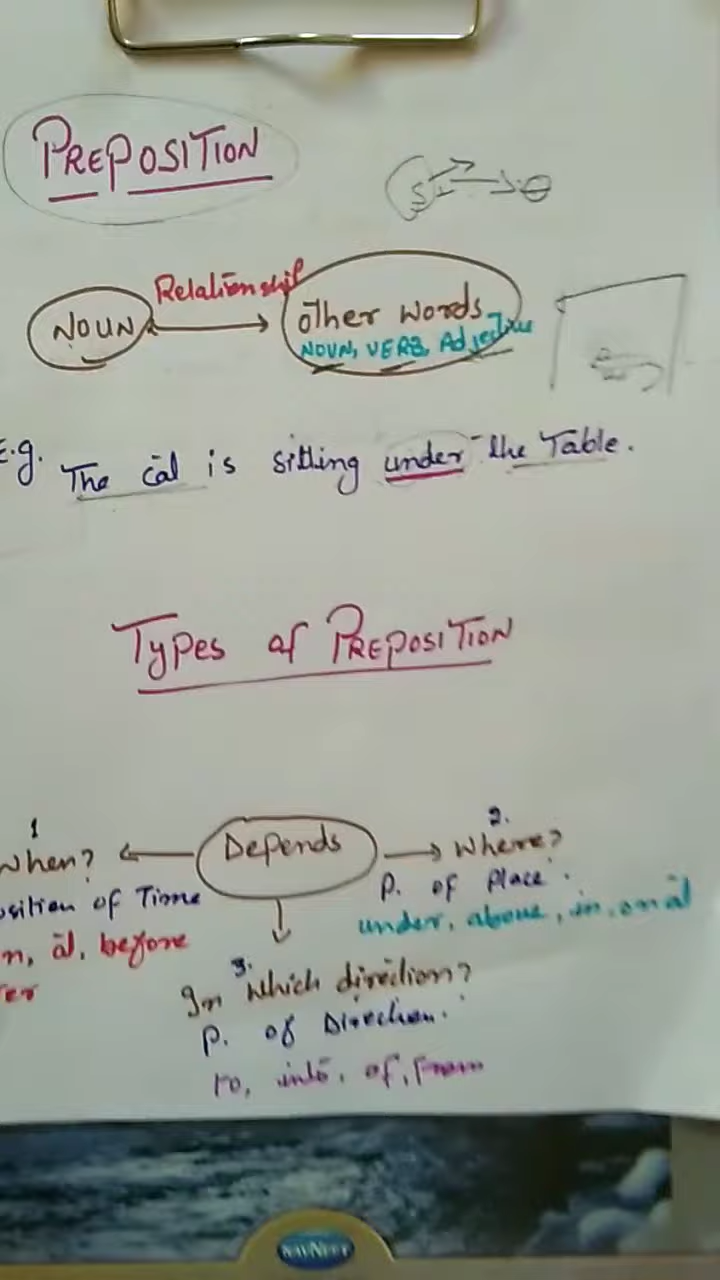 PREPOSITION
S
Relationship
NOUN
other words
NOUN, VERB, Adjective
E.g. The cat is sitting under the Table.
Types of PREPOSITION
1
2.
When?
Depends
Where?
osition of Time
P. of place.
n, at, before
under, above, in, on at
er
3.
In which direction?
P. of Direction.
to, into, of, From
NAVNEET